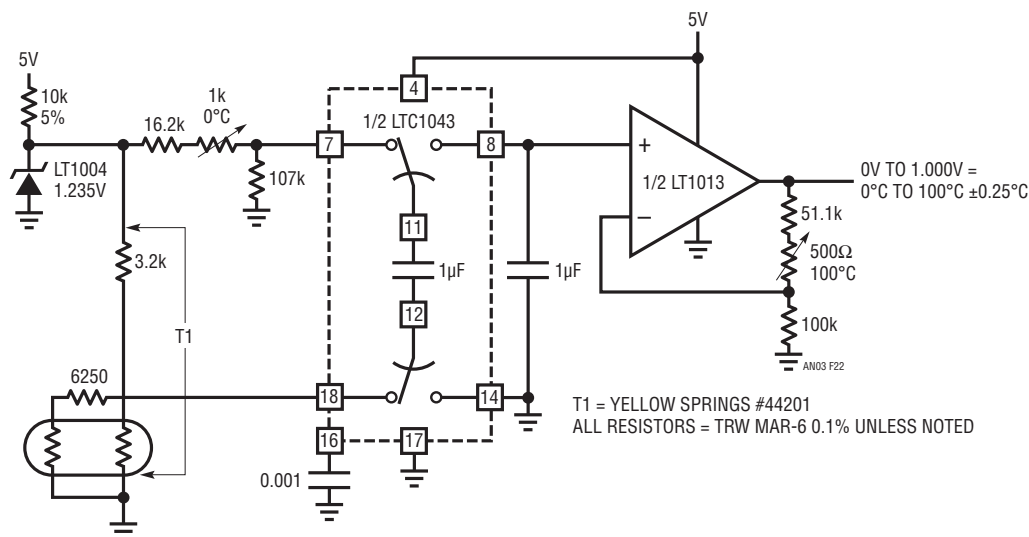 5V
5V
10k
5%
1k
0°C
16.2k
4
1/2 LTC1043
7
8
LT1004
1.235V
107k
+
1/2 LT1013
−
0V TO 1.000V =
0°C TO 100°C ±0.25°C
51.1k
11
3.2k
1µF
1µF
500Ω
100°C
12
T1
100k
AN03 F22
6250
18
14
16
17
T1 = YELLOW SPRINGS #44201
ALL RESISTORS = TRW MAR-6 0.1% UNLESS NOTED
0.001